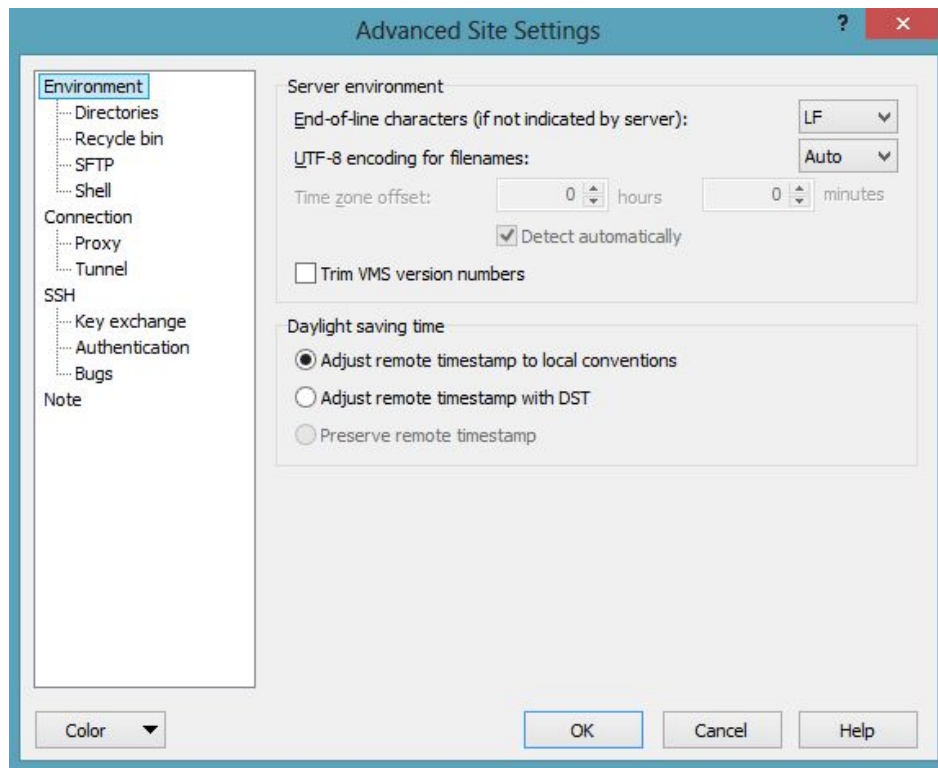 Advanced Site Settings
?
Environment
Directories
Recycle bin
SFTP
Shell
Connection
Proxy
Tunnel
SSH
Key exchange
Authentication
Bugs
Note
Server environment
End-of-line characters (if not indicated by server): LF
UTF-8 encoding for filenames: Auto
Time zone offset: 0 hours 0 minutes
Detect automatically
Trim VMS version numbers
Daylight saving time
Adjust remote timestamp to local conventions
Adjust remote timestamp with DST
Preserve remote timestamp
Color OK Cancel Help